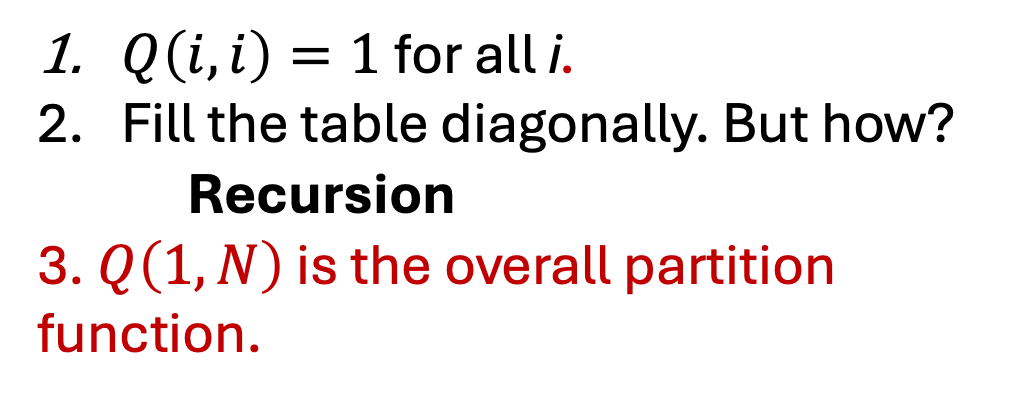 1. Q(i, i) = 1 for all i.
2. Fill the table diagonally. But how?
Recursion
3. Q(1, N) is the overall partition
function.